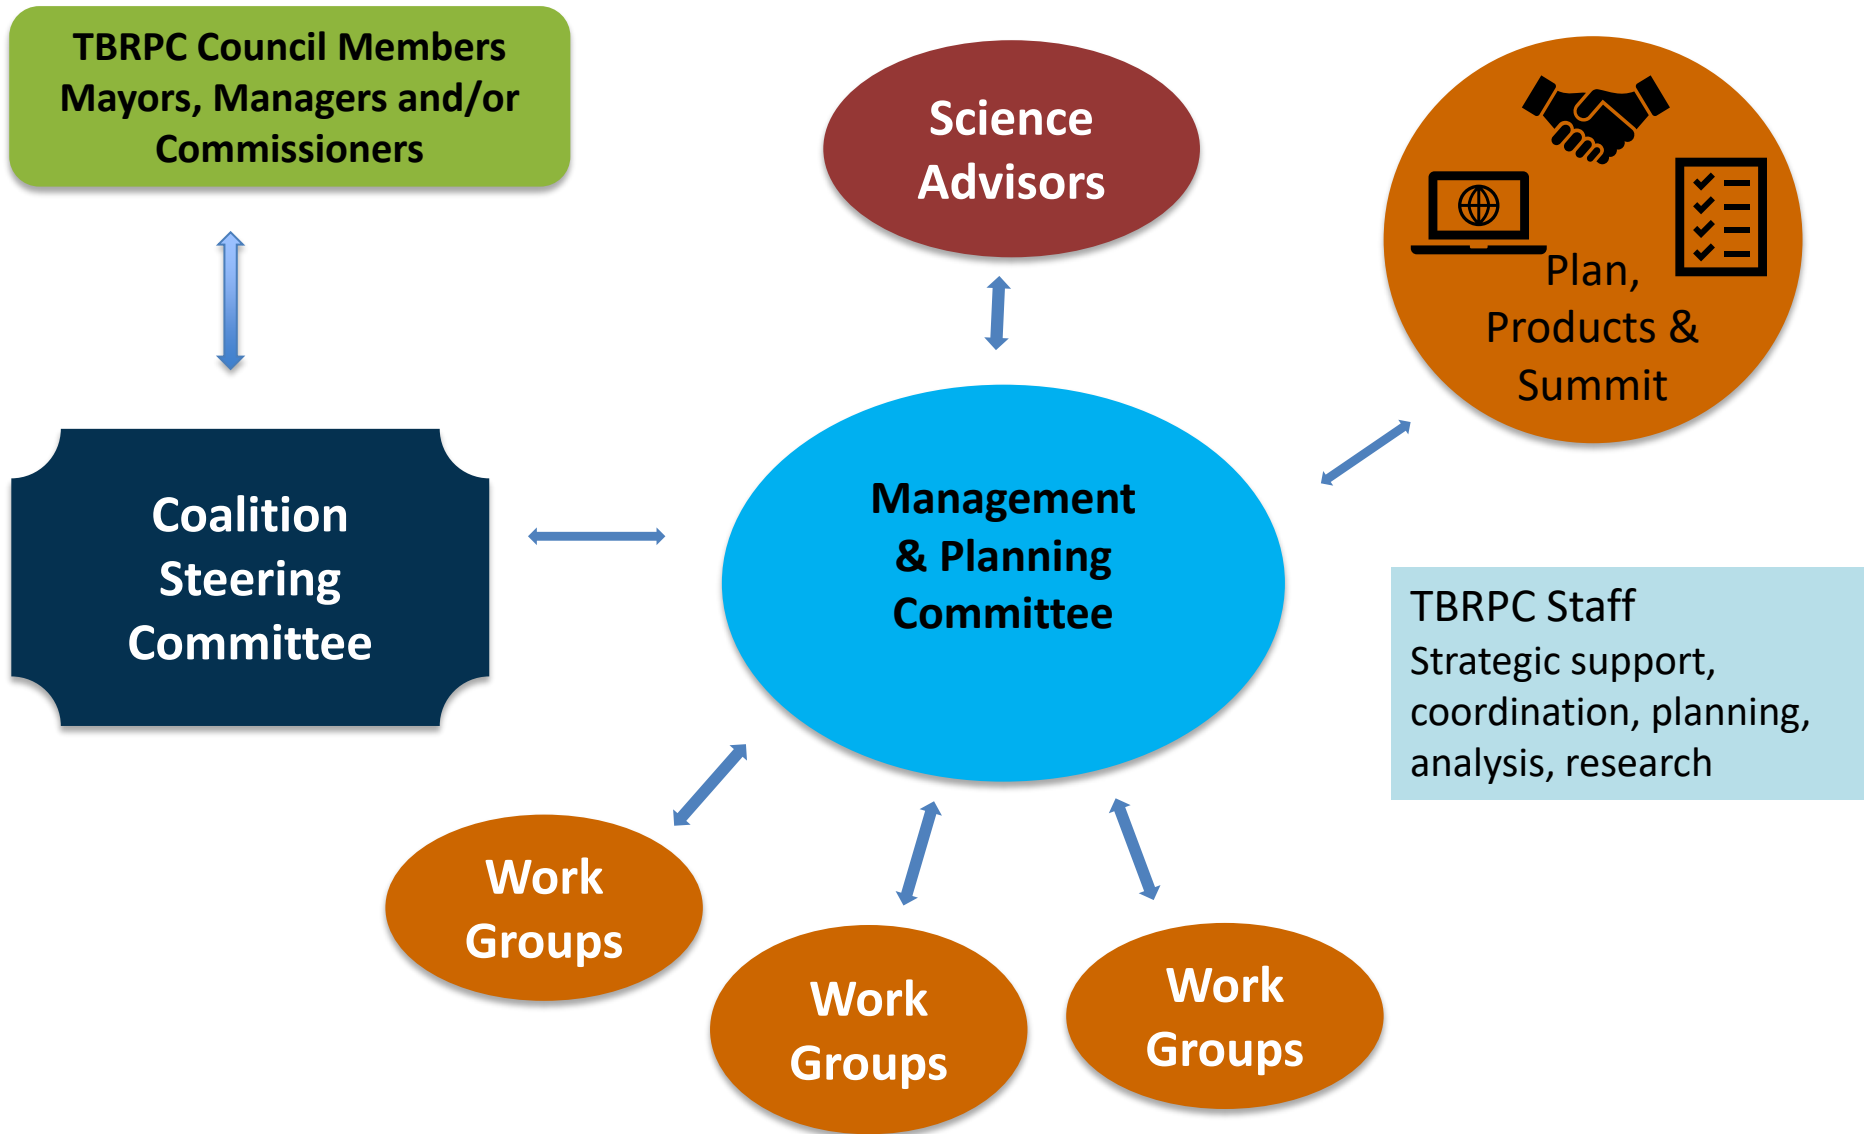 TBRPC Council Members
Mayors, Managers and/or
Commissioners
Science
Advisors
Plan,
Products &
Summit
Coalition
Steering
Committee
Management
& Planning
Committee
TBRPC Staff
Strategic support,
coordination, planning,
analysis, research
Work
Groups
Work
Groups
Work
Groups